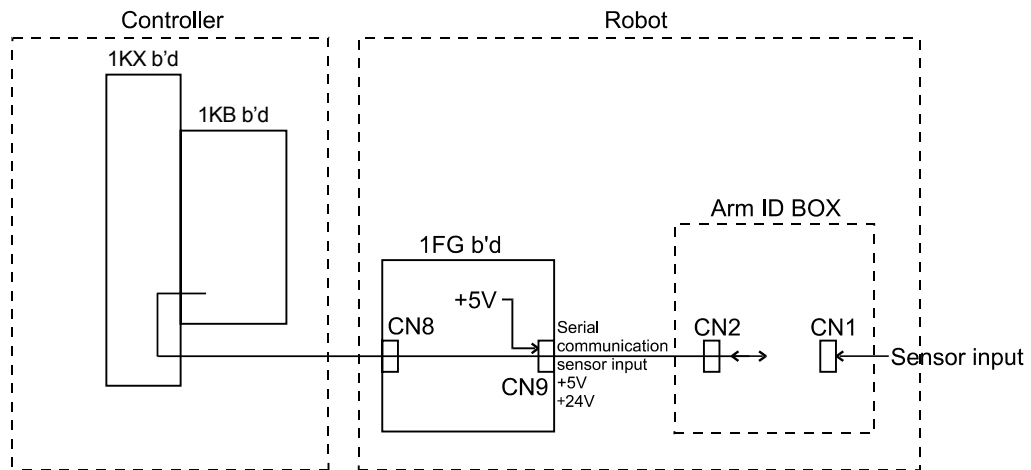 Controller
Robot
1KX b’d
1KB b’d
Arm ID BOX
1FG b'd
+5V
CN8
Serial
communication
sensor input
+5V
+24V
CN9
CN2
CN1
Sensor input